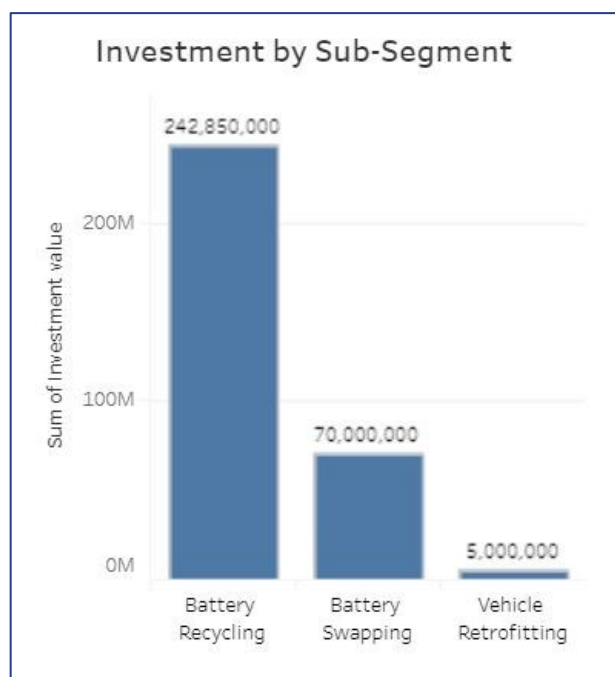 Investment by Sub-Segment
242,850,000
200M
Sum of Investment value
100M
70,000,000
5,000,000
0M
Battery
Recycling
Battery
Swapping
Vehicle
Retrofitting